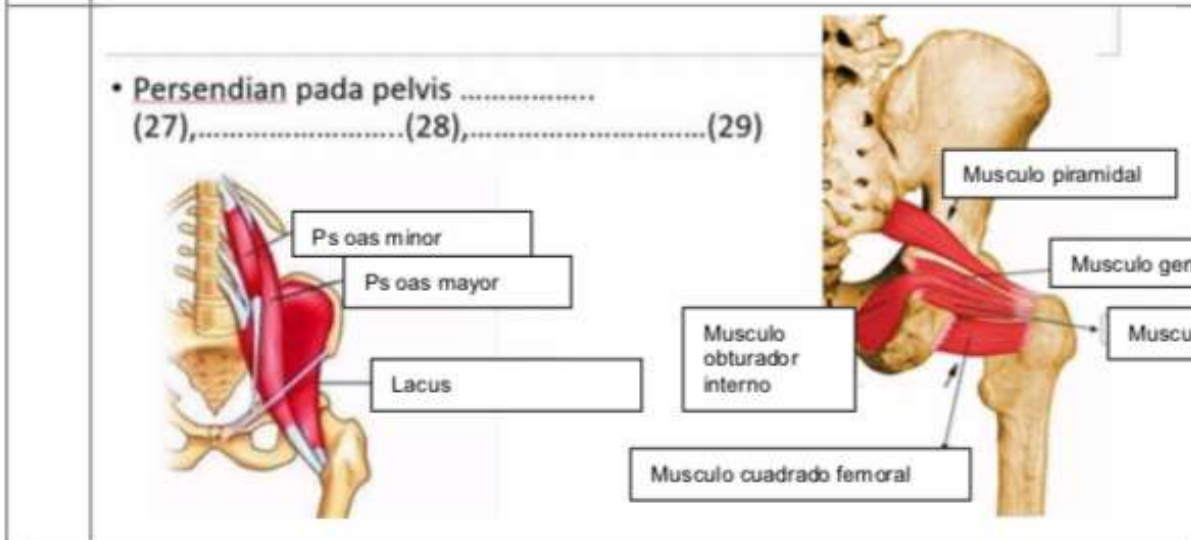 • Persendian pada pelvis ................
(27),..........................(28),..............................(29)
Ps oas minor
Ps oas mayor
Lacus
Musculo piramidal
Musculo
Musculo
obturador
interno
Musculo cuadrado femoral